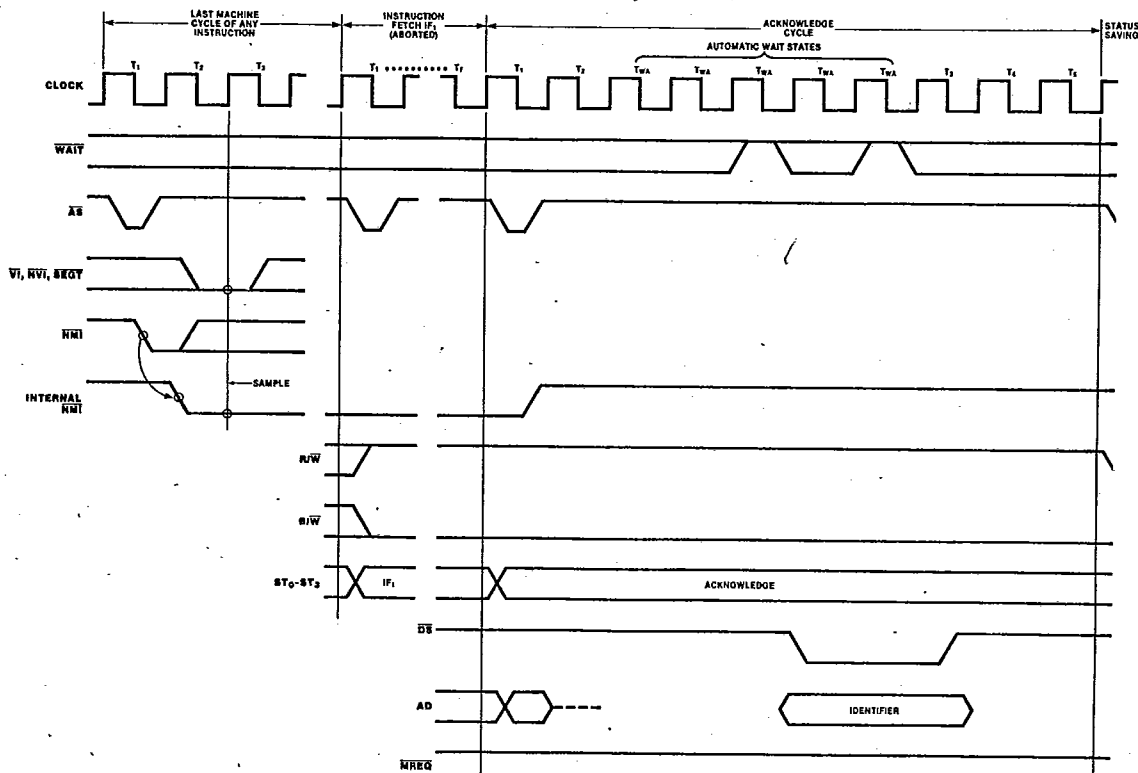 LAST MACHINE
CYCLE OF ANY
INSTRUCTION
INSTRUCTION
FETCH IF₁
(ABORTED)
ACKNOWLEDGE
CYCLE
STATUS
SAVING
AUTOMATIC WAIT STATES
T₁ T₂ T₃ T₁ T₇ T₁ T₂ TWA TWA TWA TWA TWA T₃ T₄ T₅
CLOCK
WAIT
AS
VI, NVI, SEGT
NMI
SAMPLE
INTERNAL
NMI
R/W
B/W
ST₀-ST₃
IF₁
ACKNOWLEDGE
DS
AD
IDENTIFIER
MREQ